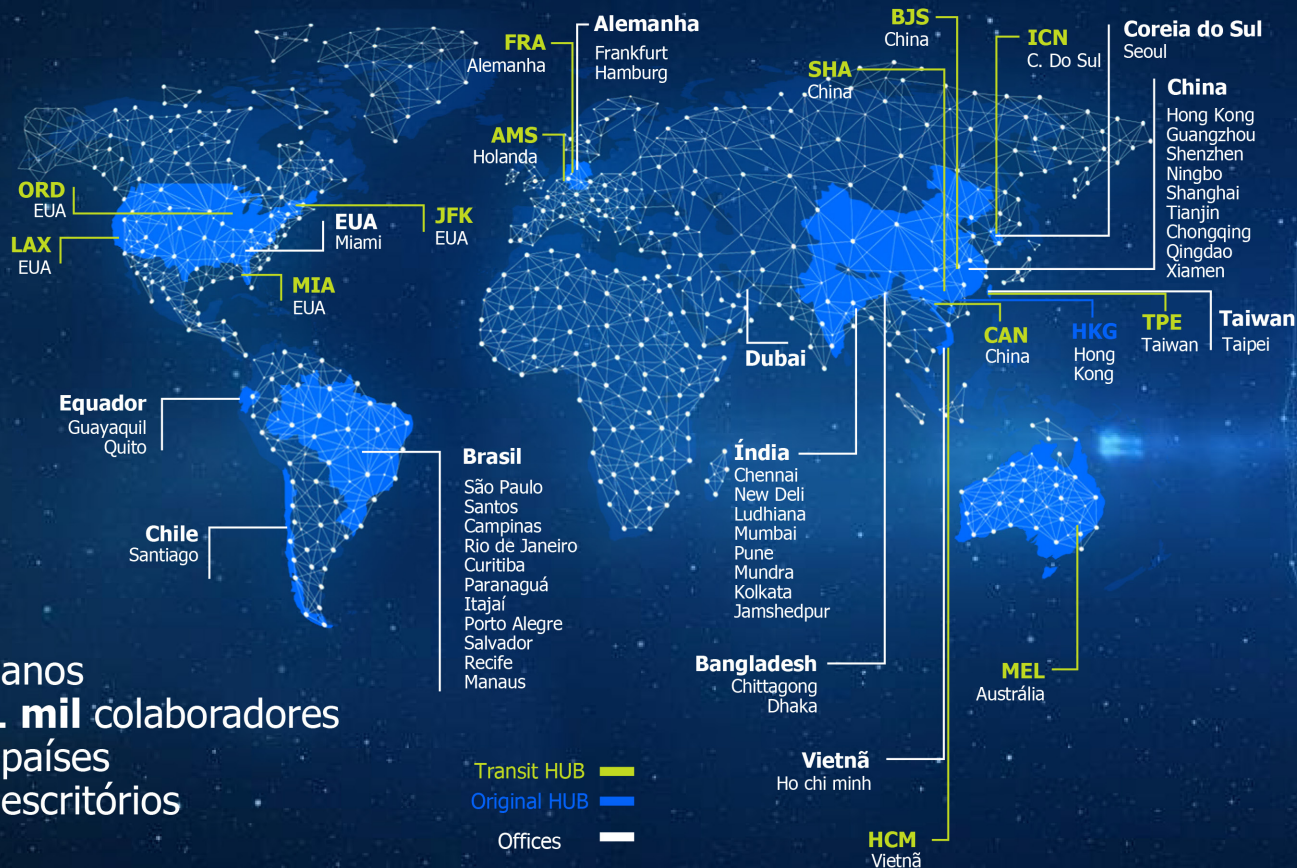 Alemanha
Frankfurt
Hamburg
FRA
Alemanha
AMS
Holanda
BJS
China
SHA
China
ICN
C. Do Sul
Coreia do Sul
Seoul
China
Hong Kong
Guangzhou
Shenzhen
Ningbo
Shanghai
Tianjin
Chongqing
Qingdao
Xiamen
ORD
EUA
LAX
EUA
EUA
Miami
JFK
EUA
MIA
EUA
Dubai
CAN
China
HKG
Hong
Kong
TPE
Taiwan
Taiwan
Taipei
Equador
Guayaquil
Quito
Chile
Santiago
Brasil
São Paulo
Santos
Campinas
Rio de Janeiro
Curitiba
Paranaguá
Itajaí
Porto Alegre
Salvador
Recife
Manaus
Índia
Chennai
New Deli
Ludhiana
Mumbai
Pune
Mundra
Kolkata
Jamshedpur
Bangladesh
Chittagong
Dhaka
MEL
Austrália
Vietnã
Ho chi minh
HCM
Vietnã
anos
. mil colaboradores
países
escritórios
Transit HUB
Original HUB
Offices